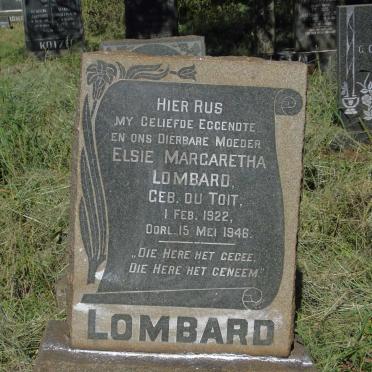 KOTZÉ
HIER RUS
MY GELIEFDE EGGENOTE
EN ONS DIERBARE MOEDER
ELSIE MARGARETHA
LOMBARD,
GEB. DU TOIT,
1 FEB. 1922,
OORL. 15 MEI 1946.
„DIE HERE HET GEGEE,
DIE HERE HET GENEEM.”
LOMBARD